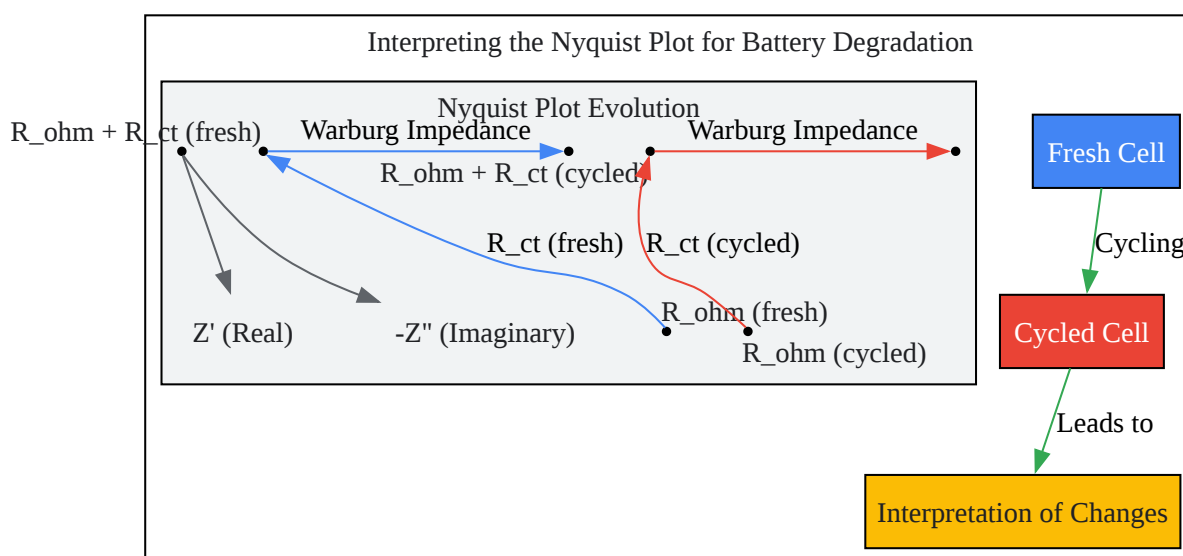 Interpreting the Nyquist Plot for Battery Degradation
Nyquist Plot Evolution
R_ohm + R_ct (fresh)
Warburg Impedance
Warburg Impedance
R_ohm + R_ct (cycled)
Fresh Cell
R_ct (fresh)
R_ct (cycled)
Cycling
R_ohm (fresh)
Z' (Real)
-Z" (Imaginary)
Cycled Cell
R_ohm (cycled)
Leads to
Interpretation of Changes